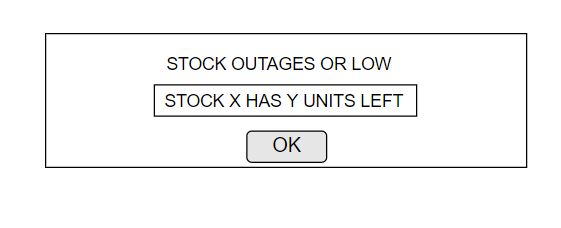 STOCK OUTAGES OR LOW
STOCK X HAS Y UNITS LEFT
OK